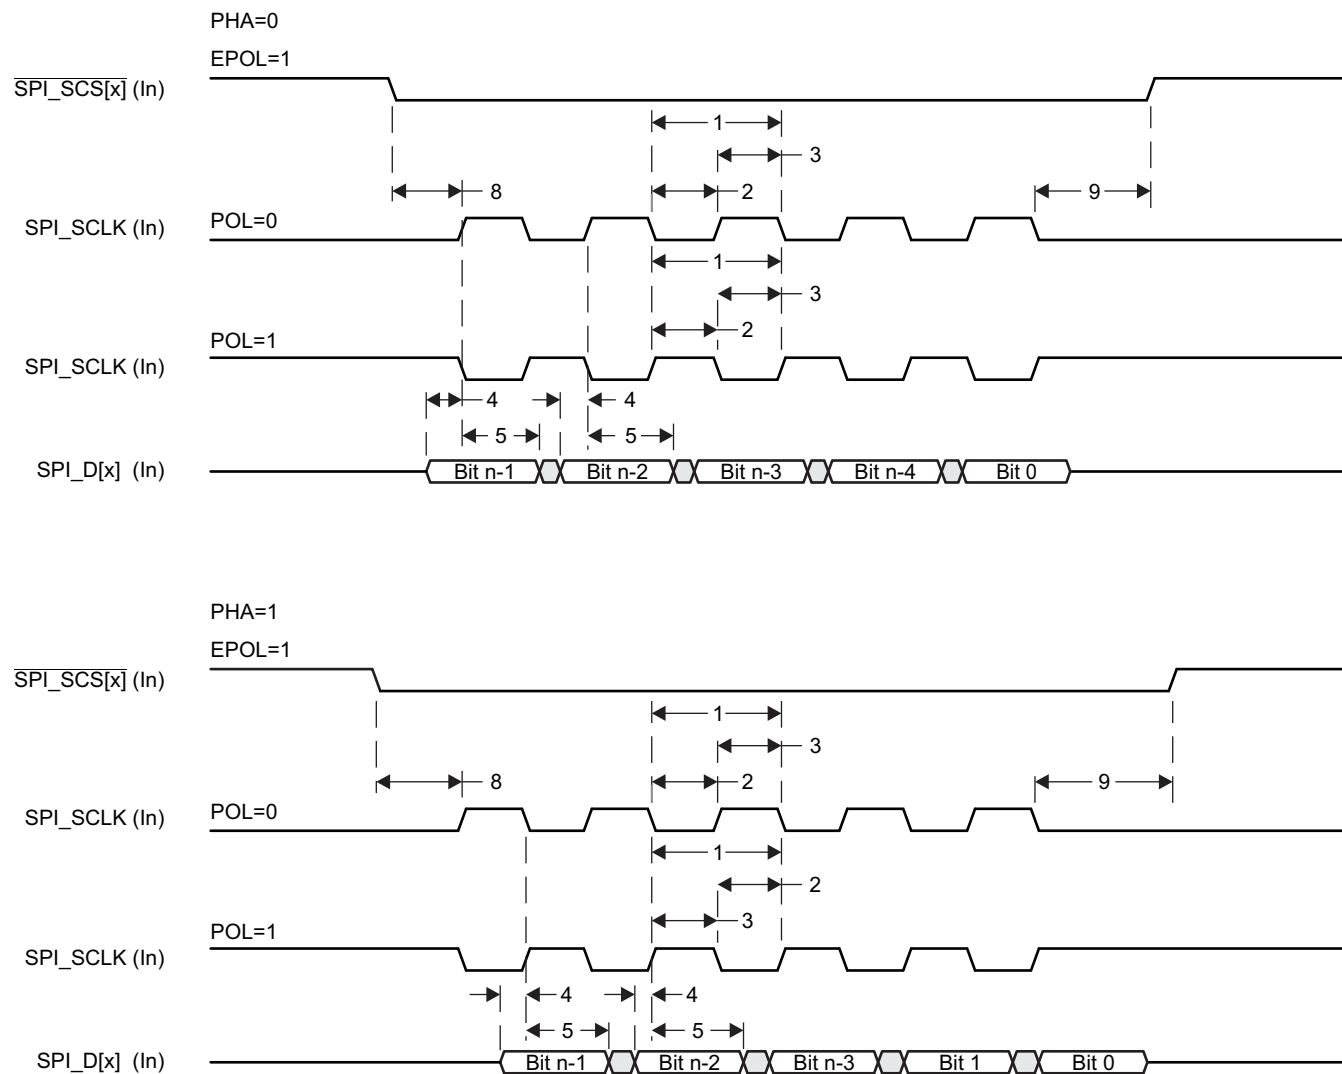 PHA=0
EPOL=1
SPI_SCS[x] (In)
1
3
8
2
9
SPI_SCLK (In)
POL=0
1
3
2
POL=1
SPI_SCLK (In)
4
4
5
5
SPI_D[x] (In)
Bit n-1
Bit n-2
Bit n-3
Bit n-4
Bit 0
PHA=1
EPOL=1
SPI_SCS[x] (In)
1
3
8
2
9
SPI_SCLK (In)
POL=0
1
2
3
POL=1
SPI_SCLK (In)
4
4
5
5
SPI_D[x] (In)
Bit n-1
Bit n-2
Bit n-3
Bit 1
Bit 0